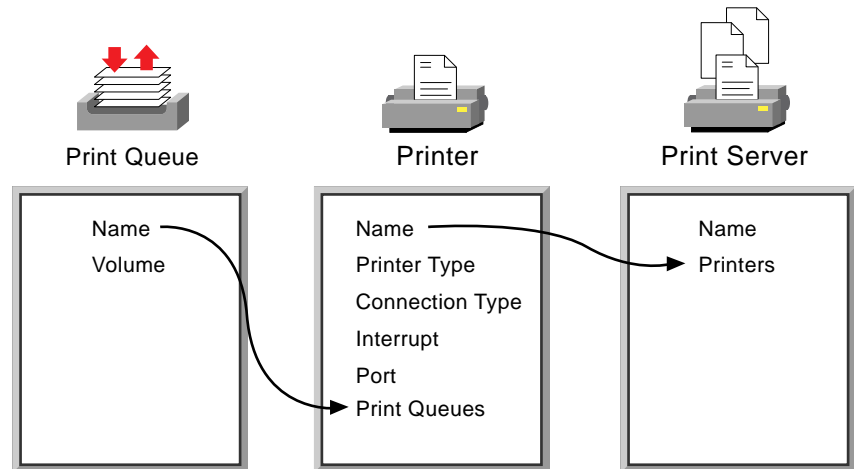 Print Queue
Printer
Print Server
Name
Volume
Name
Printer Type
Connection Type
Interrupt
Port
Print Queues
Name
Printers